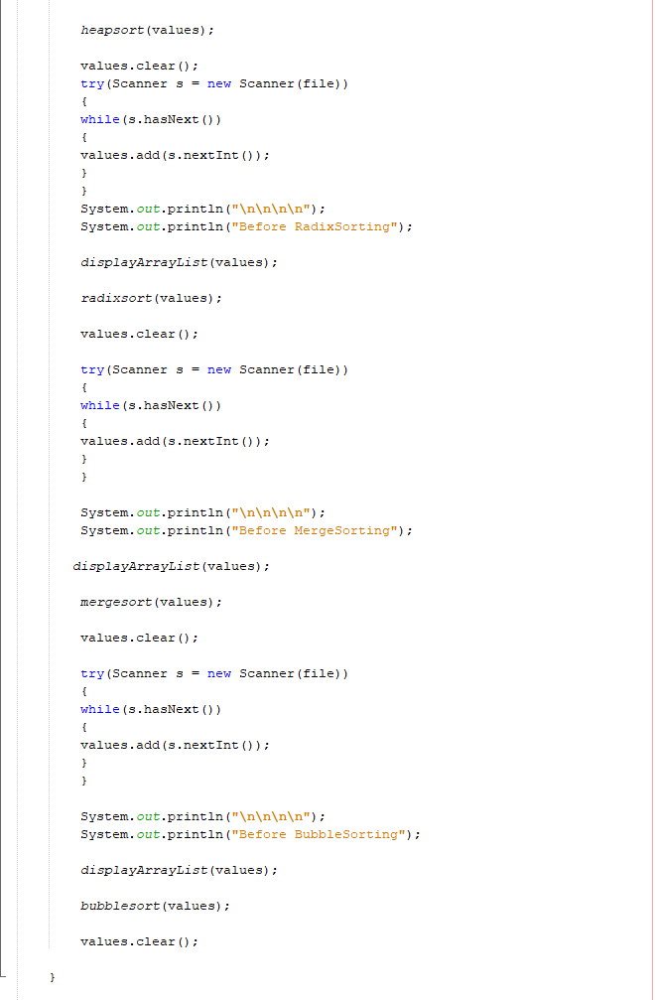 heapsort(values);
values.clear();
try(Scanner s = new Scanner(file))
{
while(s.hasNext())
{
values.add(s.nextInt());
}
}
System.out.println("\n\n\n\n");
System.out.println("Before RadixSorting");
displayArrayList(values);
radixsort(values);
values.clear();
try(Scanner s = new Scanner(file))
{
while(s.hasNext())
{
values.add(s.nextInt());
}
}
System.out.println("\n\n\n\n");
System.out.println("Before MergeSorting");
displayArrayList(values);
mergesort(values);
values.clear();
try(Scanner s = new Scanner(file))
{
while(s.hasNext())
{
values.add(s.nextInt());
}
}
System.out.println("\n\n\n\n");
System.out.println("Before BubbleSorting");
displayArrayList(values);
bubblesort(values);
values.clear();
}